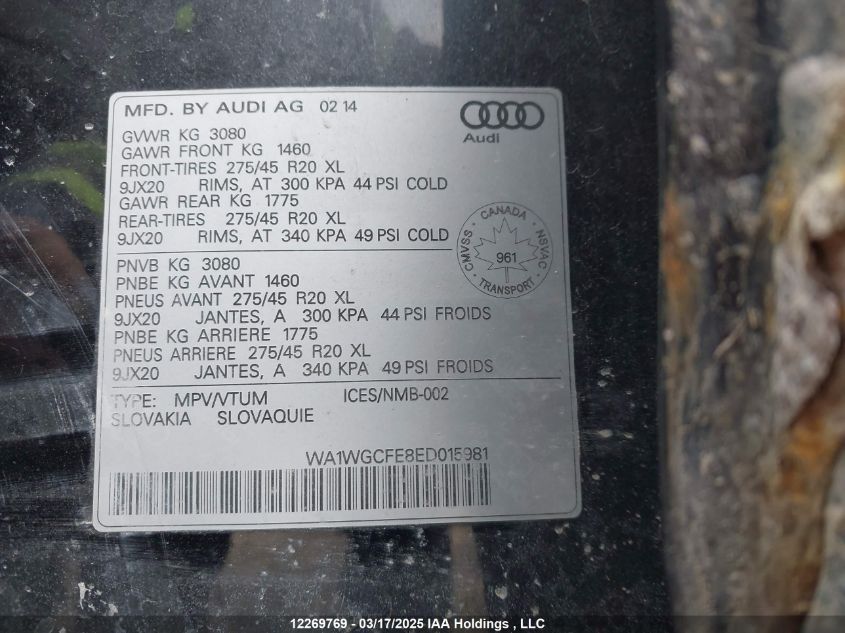 MFD. BY AUDI AG 02 14
Audi
GVWR KG 3080
GAWR FRONT KG 1460
FRONT-TIRES 275/45 R20 XL
9JX20 RIMS, AT 300 KPA 44 PSI COLD
GAWR REAR KG 1775
REAR-TIRES 275/45 R20 XL
9JX20 RIMS, AT 340 KPA 49 PSI COLD
CMVSS · CANADA · NSVAC · TRANSPORT ·
961
PNVB KG 3080
PNBE KG AVANT 1460
PNEUS AVANT 275/45 R20 XL
9JX20 JANTES, A 300 KPA 44 PSI FROIDS
PNBE KG ARRIERE 1775
PNEUS ARRIERE 275/45 R20 XL
9JX20 JANTES, A 340 KPA 49 PSI FROIDS
TYPE: MPV/VTUM ICES/NMB-002
SLOVAKIA SLOVAQUIE
WA1WGCFE8ED015981
12269769 - 03/17/2025 IAA Holdings , LLC